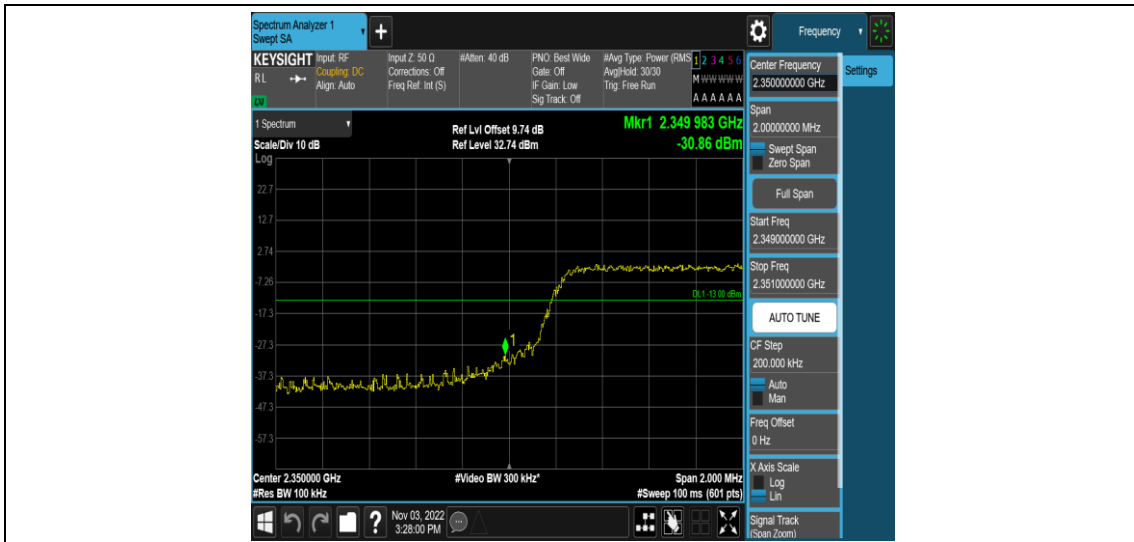 Spectrum Analyzer 1
Swept SA
+
Frequency
KEYSIGHT
RL
LXI
Input: RF
Coupling: DC
Align: Auto
Input Z: 50 Ω
Corrections: Off
Freq Ref: Int (S)
#Atten: 40 dB
PNO: Best Wide
Gate: Off
IF Gain: Low
Sig Track: Off
#Avg Type: Power (RMS
Avg|Hold: 30/30
Trig: Free Run
1 2 3 4 5 6
M W W W W W
A A A A A A
1 Spectrum
Scale/Div 10 dB
Log
Ref Lvl Offset 9.74 dB
Ref Level 32.74 dBm
Mkr1 2.349 983 GHz
-30.86 dBm
22.7
12.7
2.74
-7.26
-17.3
-27.3
-37.3
-47.3
-57.3
DL1 -13.00 dBm
1
Center 2.350000 GHz
#Res BW 100 kHz
#Video BW 300 kHz*
Span 2.000 MHz
#Sweep 100 ms (601 pts)
Nov 03, 2022
3:28:00 PM
?
Center Frequency
2.350000000 GHz
Settings
Span
2.00000000 MHz
Swept Span
Zero Span
Full Span
Start Freq
2.349000000 GHz
Stop Freq
2.351000000 GHz
AUTO TUNE
CF Step
200.000 kHz
Auto
Man
Freq Offset
0 Hz
X Axis Scale
Log
Lin
Signal Track
(Span Zoom)